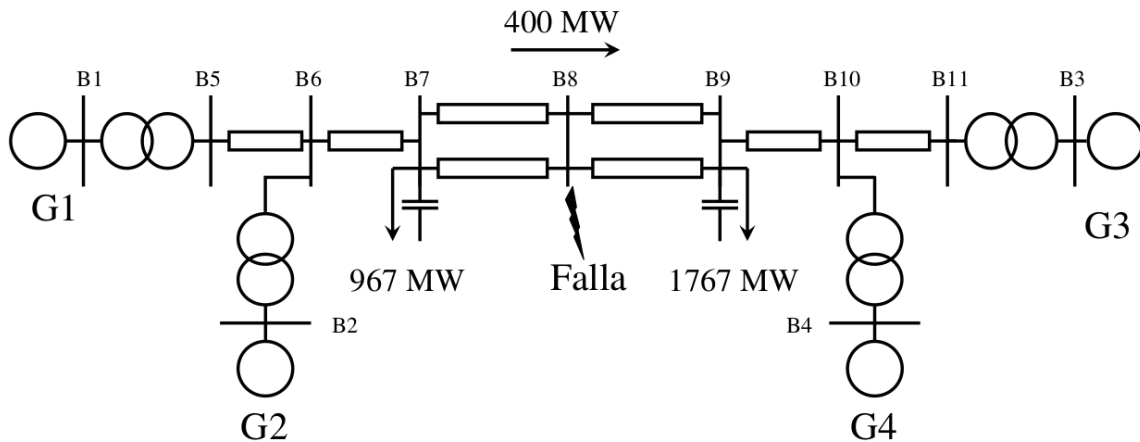 400 MW
B1
B5
B6
B7
B8
B9
B10
B11
B3
G1
G3
967 MW
Falla
1767 MW
B2
B4
G2
G4